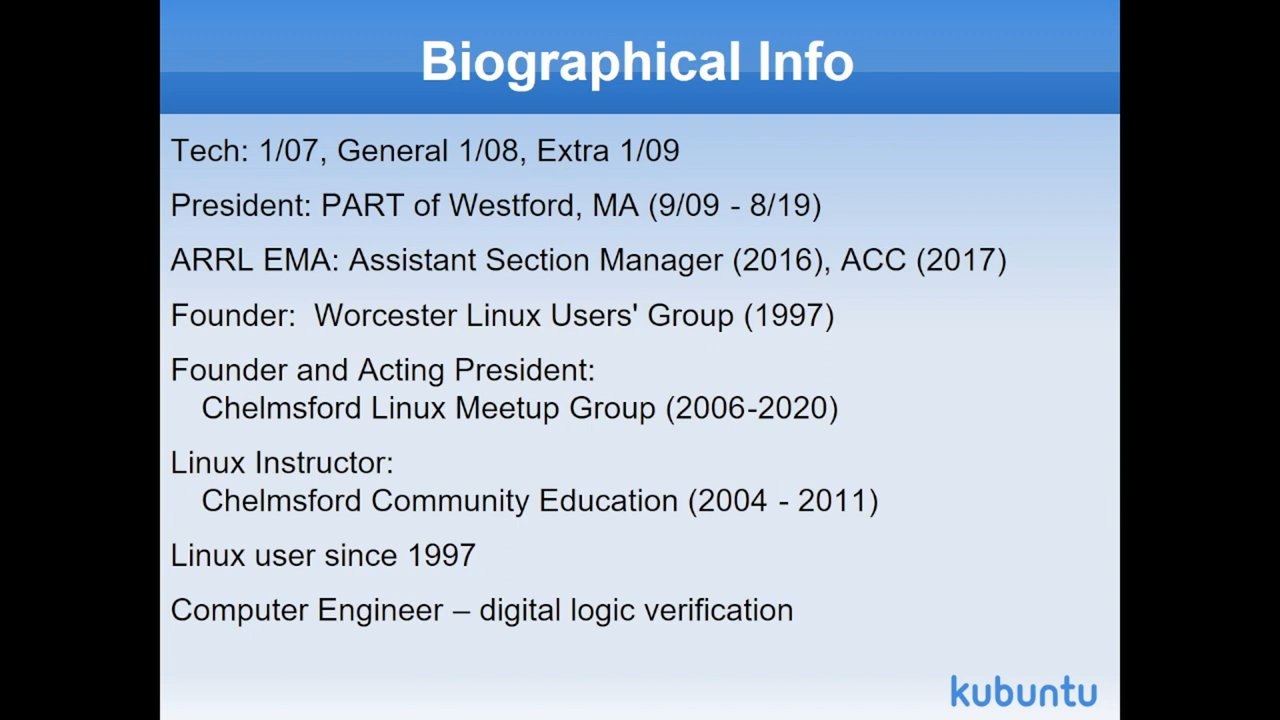 Biographical Info
Tech: 1/07, General 1/08, Extra 1/09
President: PART of Westford, MA (9/09 - 8/19)
ARRL EMA: Assistant Section Manager (2016), ACC (2017)
Founder:  Worcester Linux Users' Group (1997)
Founder and Acting President:
Chelmsford Linux Meetup Group (2006-2020)
Linux Instructor:
Chelmsford Community Education (2004 - 2011)
Linux user since 1997
Computer Engineer – digital logic verification
kubuntu